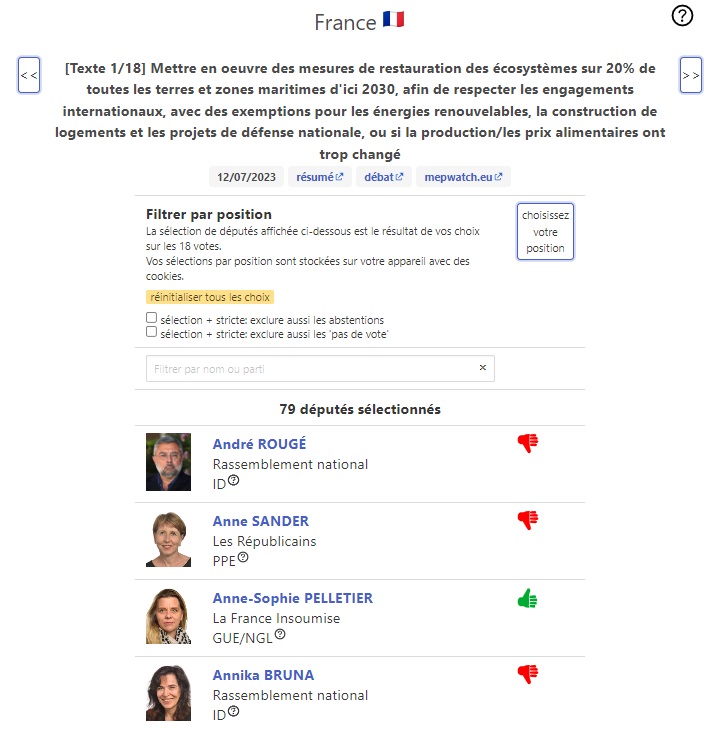 France
?
<<
[Texte 1/18] Mettre en oeuvre des mesures de restauration des écosystèmes sur 20% de
toutes les terres et zones maritimes d'ici 2030, afin de respecter les engagements
internationaux, avec des exemptions pour les énergies renouvelables, la construction de
logements et les projets de défense nationale, ou si la production/les prix alimentaires ont
trop changé
>>
12/07/2023 résumé débat mepwatch.eu
Filtrer par position
La sélection de députés affichée ci-dessous est le résultat de vos choix
sur les 18 votes.
Vos sélections par position sont stockées sur votre appareil avec des
cookies.
choisissez
votre
position
réinitialiser tous les choix
sélection + stricte: exclure aussi les abstentions
sélection + stricte: exclure aussi les 'pas de vote'
Filtrer par nom ou parti ×
79 députés sélectionnés
André ROUGÉ
Rassemblement national
ID ?
Anne SANDER
Les Républicains
PPE ?
Anne-Sophie PELLETIER
La France Insoumise
GUE/NGL ?
Annika BRUNA
Rassemblement national
ID ?